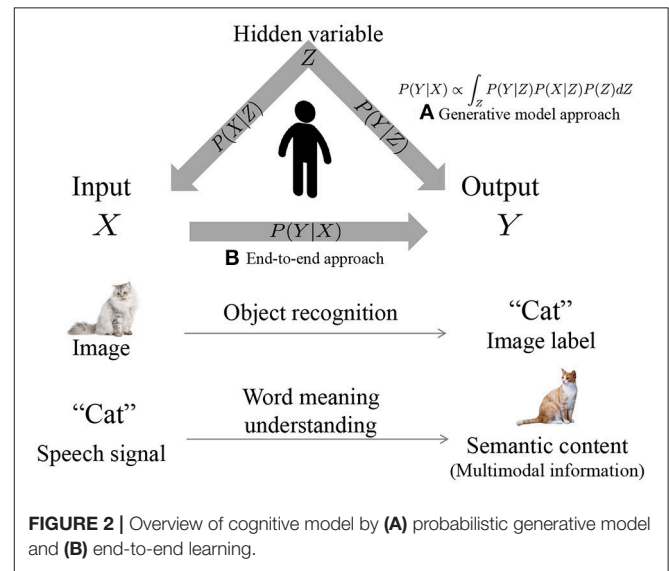 Hidden variable
Z
P(Y|X) ∝ ∫_Z P(Y|Z)P(X|Z)P(Z)dZ
A Generative model approach
P(X|Z)
P(Y|Z)
Input
X
Output
Y
P(Y|X)
B End-to-end approach
Object recognition
Image
“Cat”
Image label
“Cat”
Speech signal
Word meaning
understanding
Semantic content
(Multimodal information)
FIGURE 2 | Overview of cognitive model by (A) probabilistic generative model
and (B) end-to-end learning.